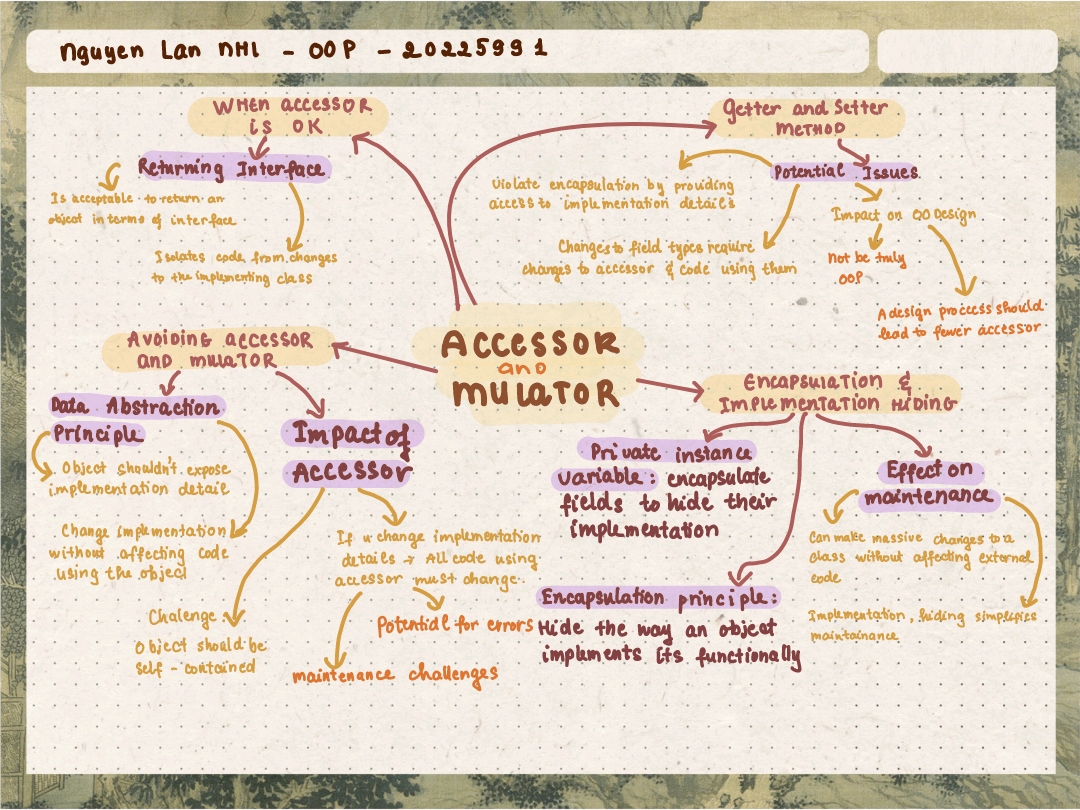 Nguyen Lan NHI - OOP - 20225991
WHEN ACCESSOR
is OK
Returning Interface
Is acceptable to return an
object in terms of interface
Isolates code from changes
to the implementing class
Getter and Setter
METHOD
Potential Issues
Violate encapsulation by providing
access to implementation details
Changes to field types require
changes to accessor & code using them
Impact on OO Design
Not be truly
OOP
A design process should
lead to fewer accessor
ACCESSOR
and
MULATOR
AVOIDING ACCESSOR
AND MULATOR
Data Abstraction
Principle
Object shouldn't expose
implementation detail
Change implementation
without affecting code
using the object
Impact of
ACCESSOR
Chalenge
Object should be
self - contained
If u change implementation
details → All code using
accessor must change.
Potential for errors
maintenance challenges
ENCAPSULATION &
IMPLEMENTATION HIDING
Private instance
variable: encapsulate
fields to hide their
implementation
Encapsulation principle:
Hide the way an object
implements its functionally
Effect on
maintenance
Can make massive changes to a
class without affecting external
code
Implementation hiding simplifies
maintainance